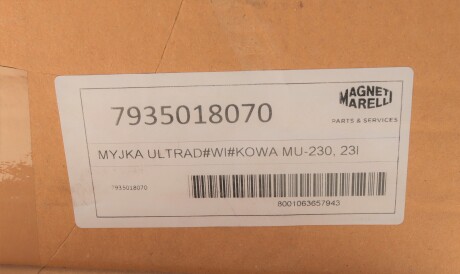 7935018070
MAGNETI
MARELLI
PARTS & SERVICES
MYJKA ULTRAD#WI#KOWA MU-230, 23l
7935018070
8001063657943